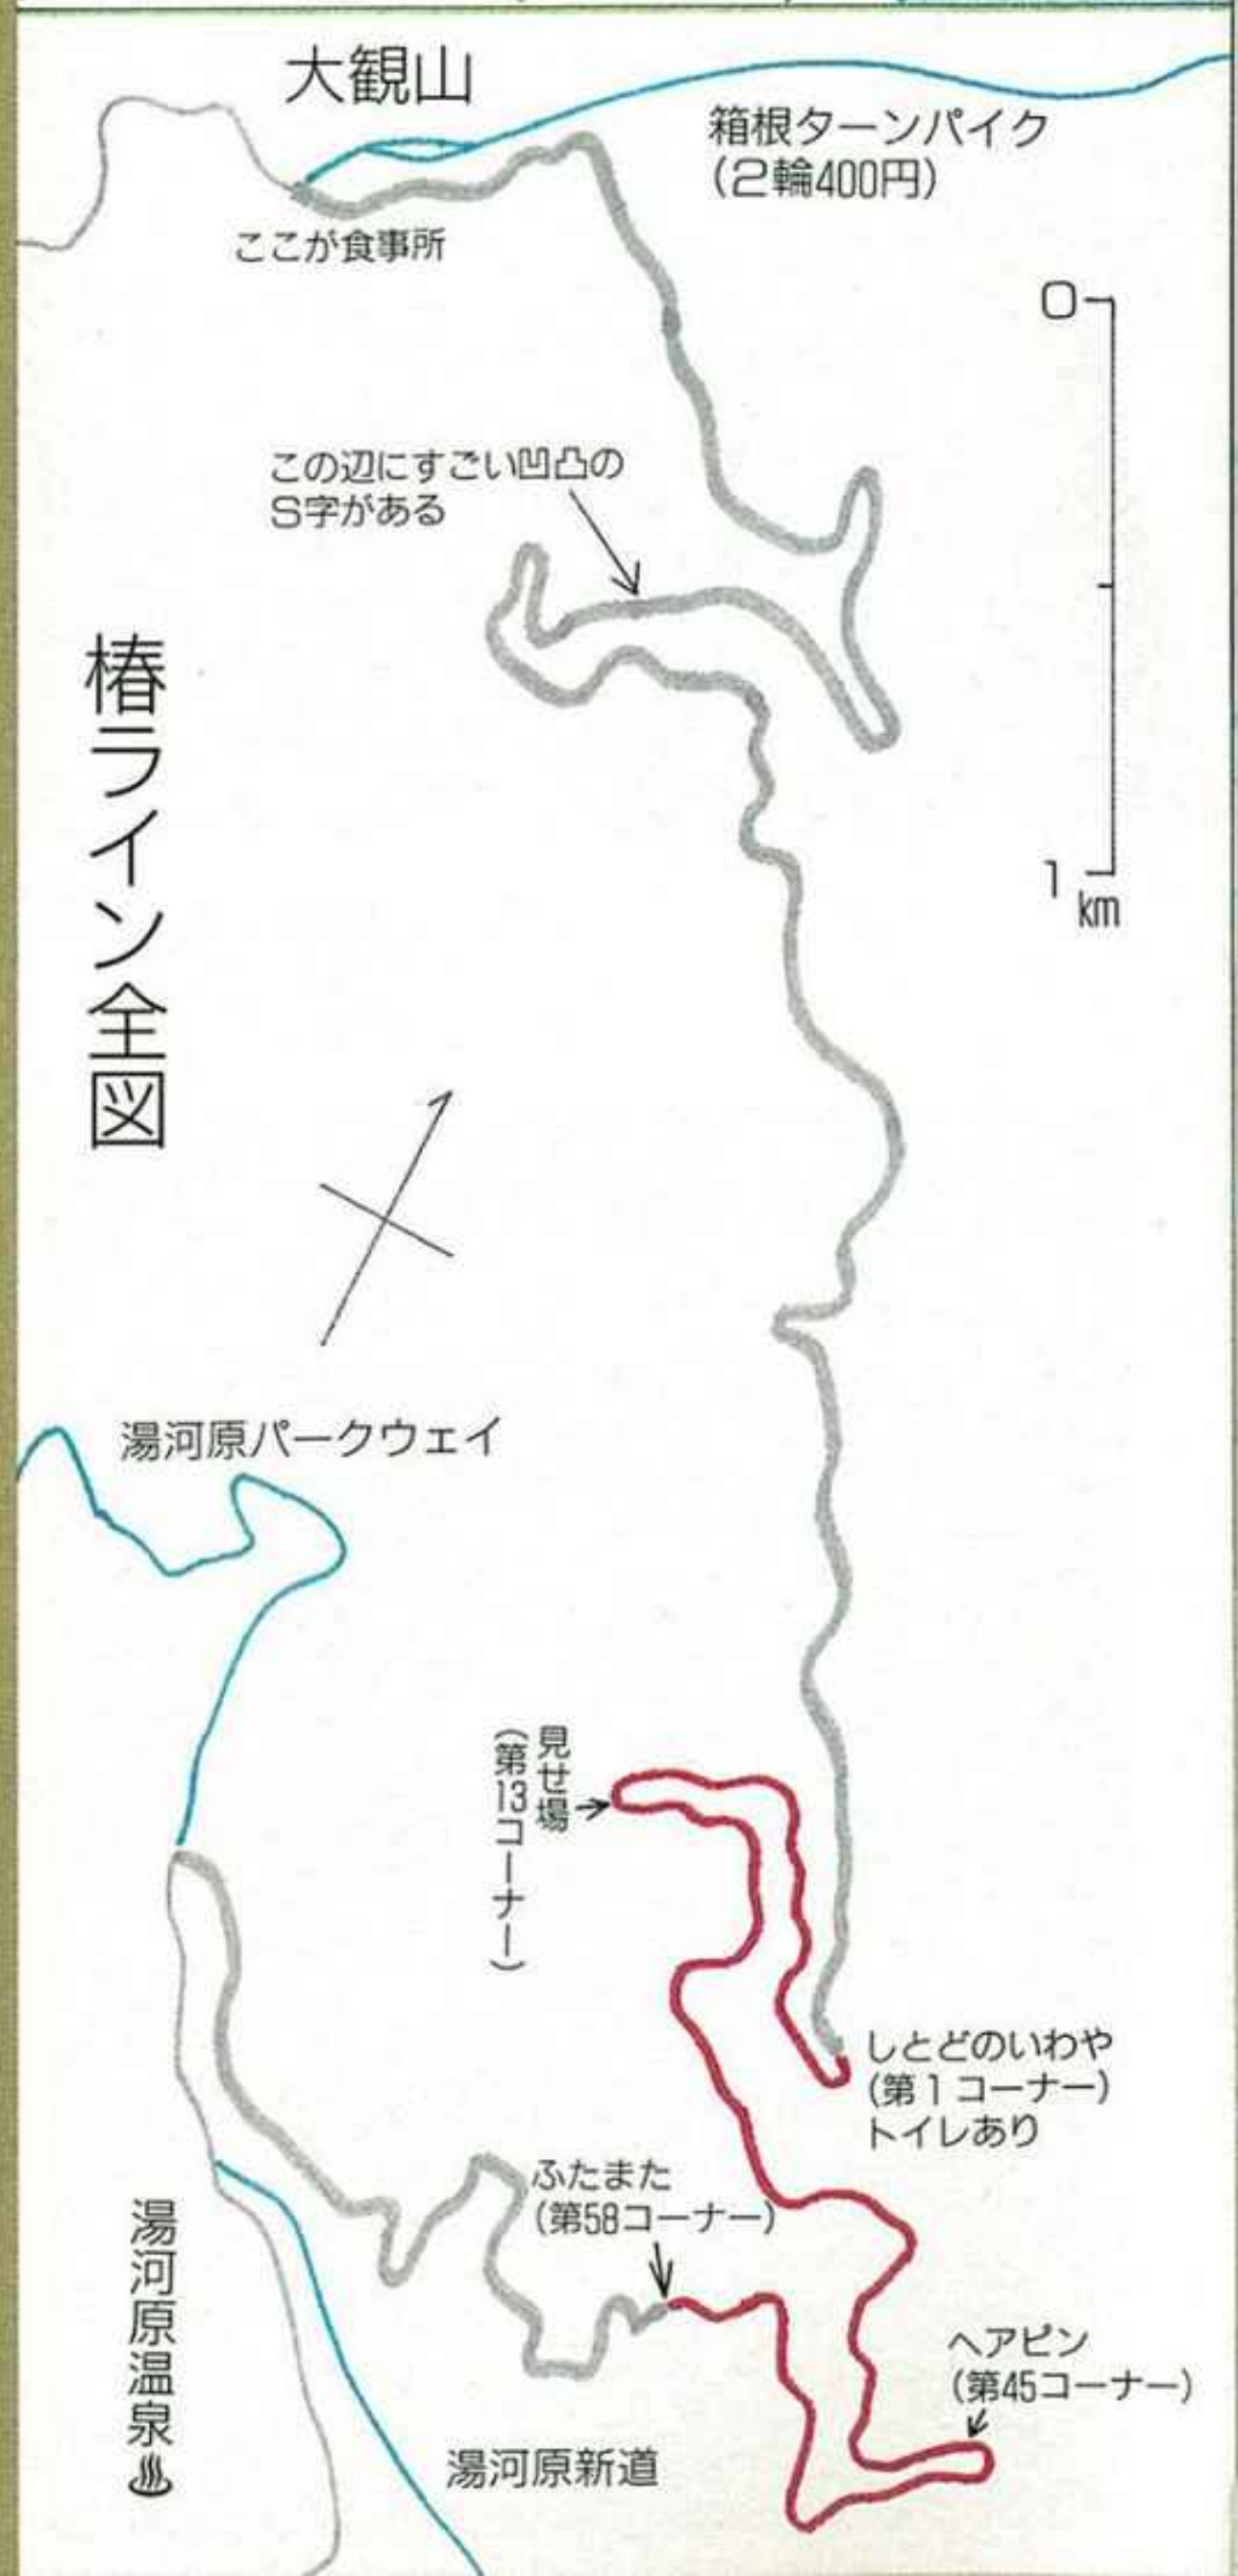 大観山
箱根ターンパイク
(2輪400円)
ここが食事所
0
この辺にすごい凹凸の
S字がある
椿ライン全図
1
km
湯河原パークウェイ
見せ場
(第13コーナー)
しとどのいわや
(第1コーナー)
トイレあり
ふたまた
(第58コーナー)
湯河原温泉♨
ヘアピン
(第45コーナー)
湯河原新道